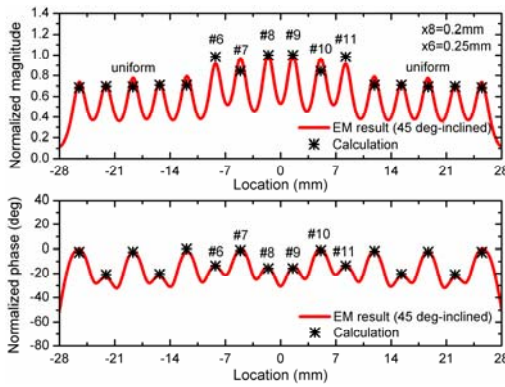 1.4
1.2
1.0
0.8
0.6
0.4
0.2
0.0
Normalized magnitude
x8=0.2mm
x6=0.25mm
#6 #7 #8 #9 #10 #11
uniform uniform
EM result (45 deg-inclined)
Calculation
-28 -21 -14 -7 0 7 14 21 28
Location (mm)
40
20
0
-20
-40
-60
-80
Normalized phase (deg)
#6 #7 #8 #9 #10 #11
EM result (45 deg-inclined)
Calculation
-28 -21 -14 -7 0 7 14 21 28
Location (mm)